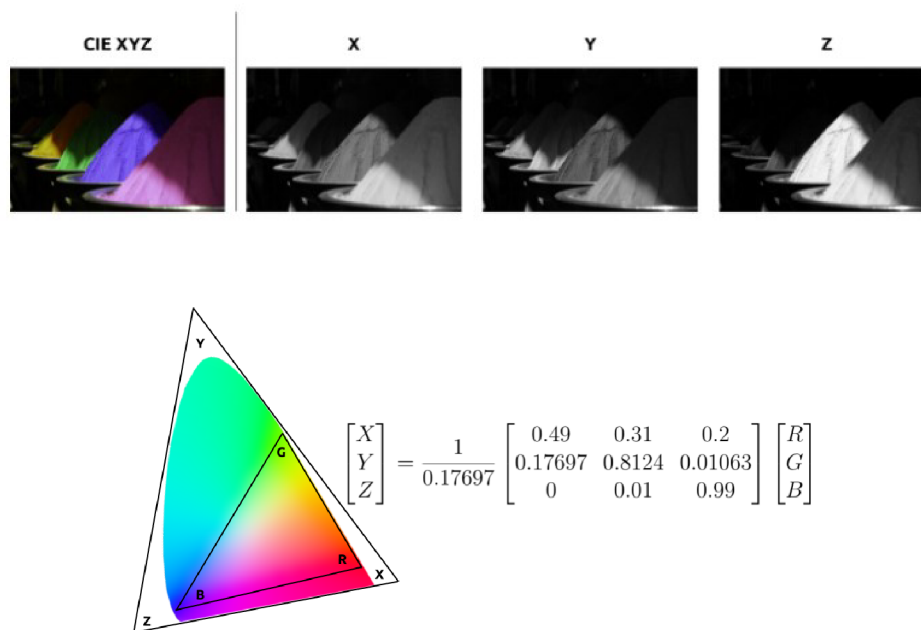 CIE XYZ X Y Z
Y
G
R
X
B
Z
[X Y Z] = 1/0.17697 [0.49 0.31 0.2; 0.17697 0.8124 0.01063; 0 0.01 0.99] [R G B]